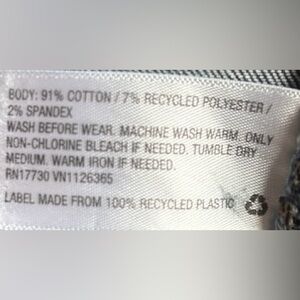 BODY: 91% COTTON / 7% RECYCLED POLYESTER /
2% SPANDEX
WASH BEFORE WEAR. MACHINE WASH WARM. ONLY
NON-CHLORINE BLEACH IF NEEDED. TUMBLE DRY
MEDIUM. WARM IRON IF NEEDED.
RN17730 VN1126365
LABEL MADE FROM 100% RECYCLED PLASTIC